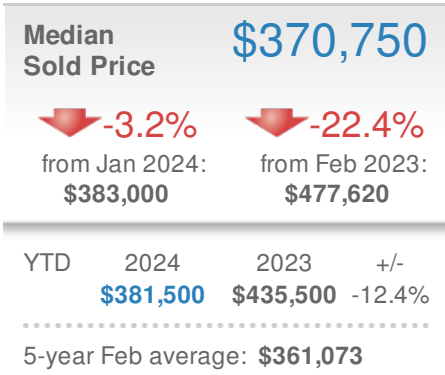 Median $370,750
Sold Price
-3.2% -22.4%
from Jan 2024: from Feb 2023:
$383,000 $477,620
YTD 2024 2023 +/-
$381,500 $435,500 -12.4%
5-year Feb average: $361,073